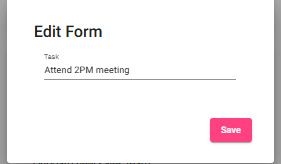 Edit Form
Task
Attend 2PM meeting
Save